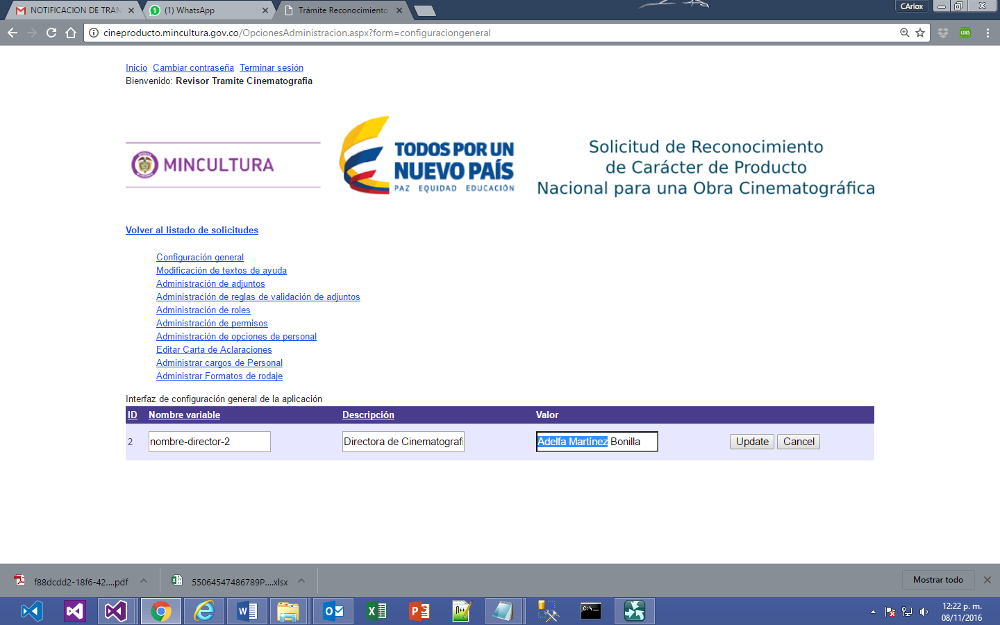 NOTIFICACION DE TRAN
(1) WhatsApp
Trámite Reconocimiento
CArlox
cineproducto.mincultura.gov.co/OpcionesAdministracion.aspx?form=configuraciongeneral
CORS
Inicio Cambiar contraseña Terminar sesión
Bienvenido: Revisor Tramite Cinematografia
MINCULTURA
TODOS POR UN
NUEVO PAÍS
PAZ EQUIDAD EDUCACIÓN
Solicitud de Reconocimiento
de Carácter de Producto
Nacional para una Obra Cinematográfica
Volver al listado de solicitudes
Configuración general
Modificación de textos de ayuda
Administración de adjuntos
Administración de reglas de validación de adjuntos
Administración de roles
Administración de permisos
Administración de opciones de personal
Editar Carta de Aclaraciones
Administrar cargos de Personal
Administrar Formatos de rodaje
Interfaz de configuración general de la aplicación
ID Nombre variable Descripción Valor
2 nombre-director-2 Directora de Cinematografi Adelfa Martínez Bonilla Update Cancel
f88dcdd2-18f6-42....pdf
55064547486789P....xlsx
Mostrar todo
12:22 p. m.
08/11/2016